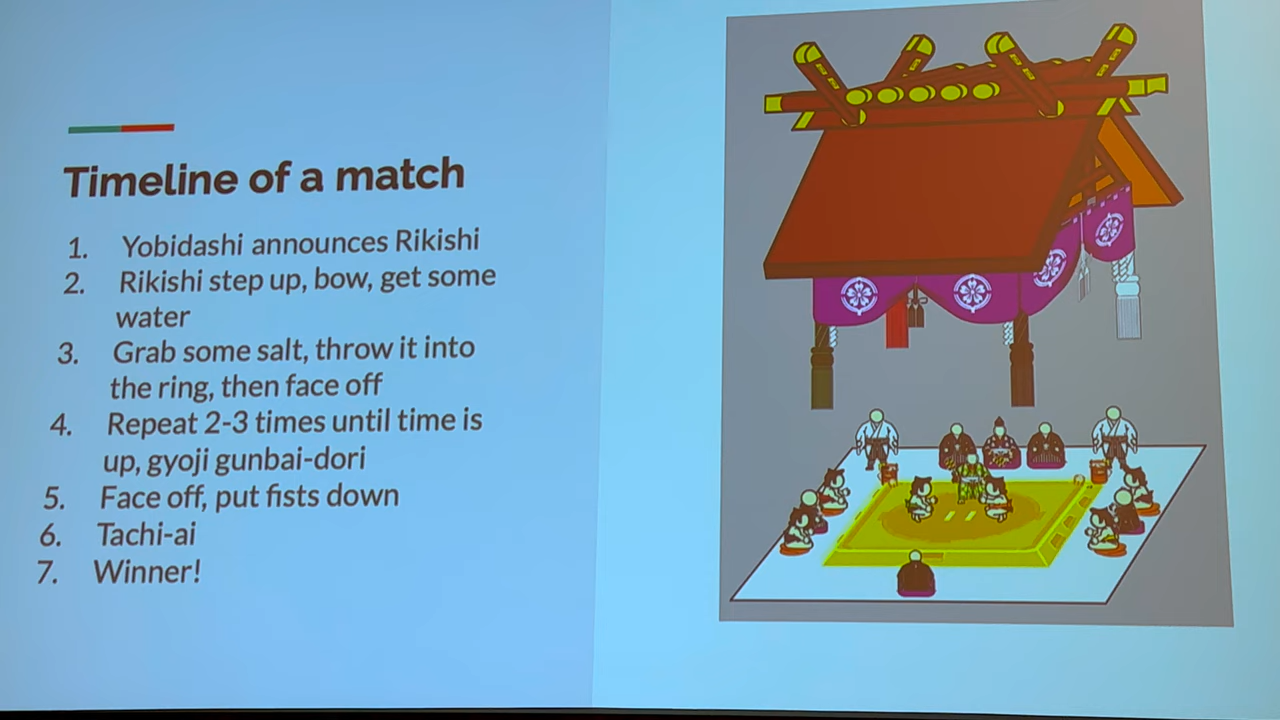 Timeline of a match
1. Yobidashi announces Rikishi
2. Rikishi step up, bow, get some
water
3. Grab some salt, throw it into
the ring, then face off
4. Repeat 2-3 times until time is
up, gyoji gunbai-dori
5. Face off, put fists down
6. Tachi-ai
7. Winner!